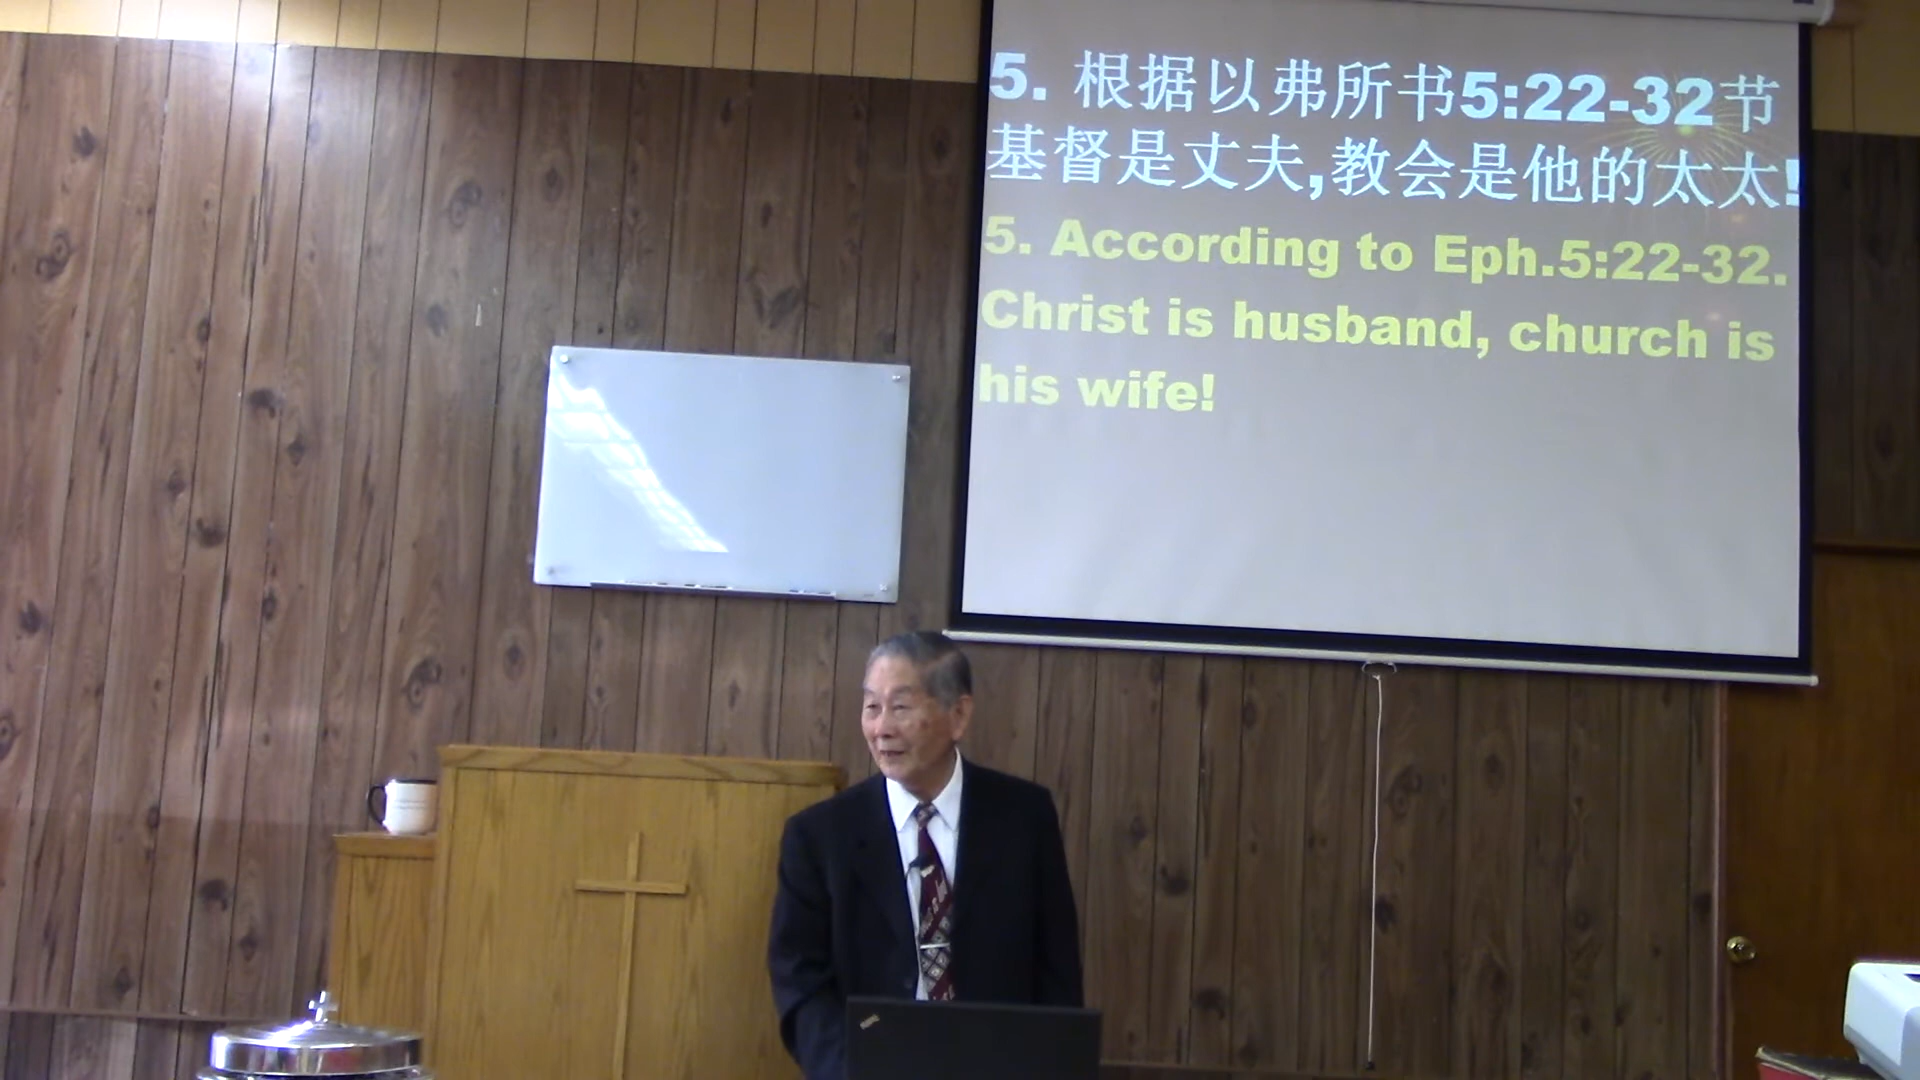 5. 根据以弗所书5:22-32节
基督是丈夫,教会是他的太太!
5. According to Eph.5:22-32.
Christ is husband, church is
his wife!